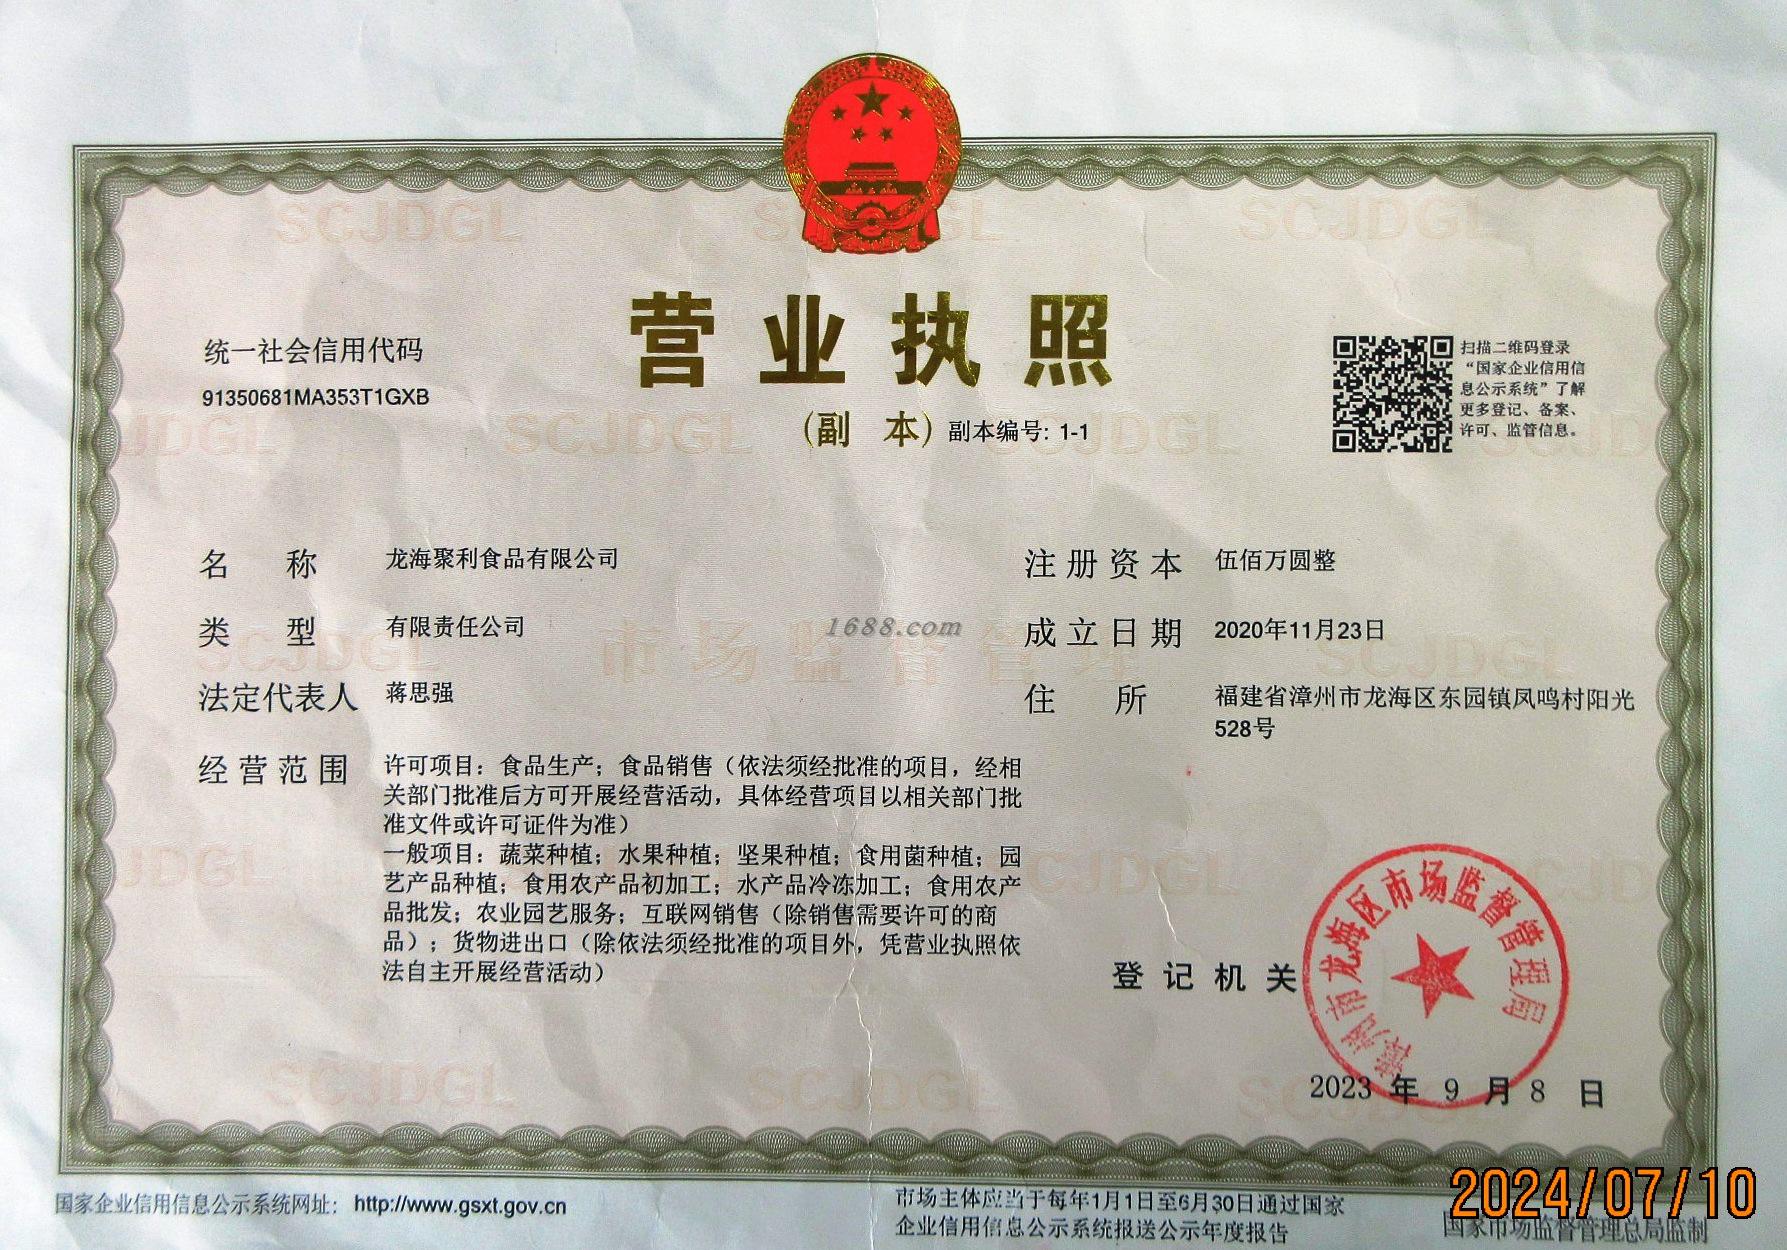 营业执照
(副 本) 副本编号: 1-1
统一社会信用代码
91350681MA353T1GXB
扫描二维码登录
“国家企业信用信
息公示系统”了解
更多登记、备案、
许可、监管信息。
名 称 龙海聚利食品有限公司
类 型 有限责任公司
法定代表人 蒋思强
经营范围 许可项目：食品生产；食品销售（依法须经批准的项目，经相
关部门批准后方可开展经营活动，具体经营项目以相关部门批
准文件或许可证件为准）
一般项目：蔬菜种植；水果种植；坚果种植；食用菌种植；园
艺产品种植；食用农产品初加工；水产品冷冻加工；食用农产
品批发；农业园艺服务；互联网销售（除销售需要许可的商
品）；货物进出口（除依法须经批准的项目外，凭营业执照依
法自主开展经营活动）
注册资本 伍佰万圆整
成立日期 2020年11月23日
住 所 福建省漳州市龙海区东园镇凤鸣村阳光
528号
1688.com
市场监督管理
SCJDGL
登记机关
漳州市龙海区市场监督管理局
2023 年 9 月 8 日
国家企业信用信息公示系统网址： http://www.gsxt.gov.cn
市场主体应当于每年1月1日至6月30日通过国家
企业信用信息公示系统报送公示年度报告
国家市场监督管理总局监制
2024/07/10